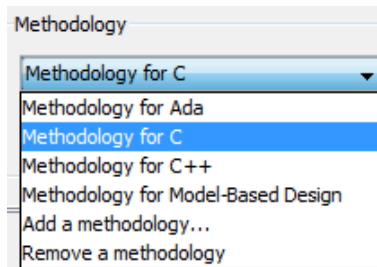 Methodology
Methodology for C
Methodology for Ada
Methodology for C
Methodology for C++
Methodology for Model-Based Design
Add a methodology...
Remove a methodology